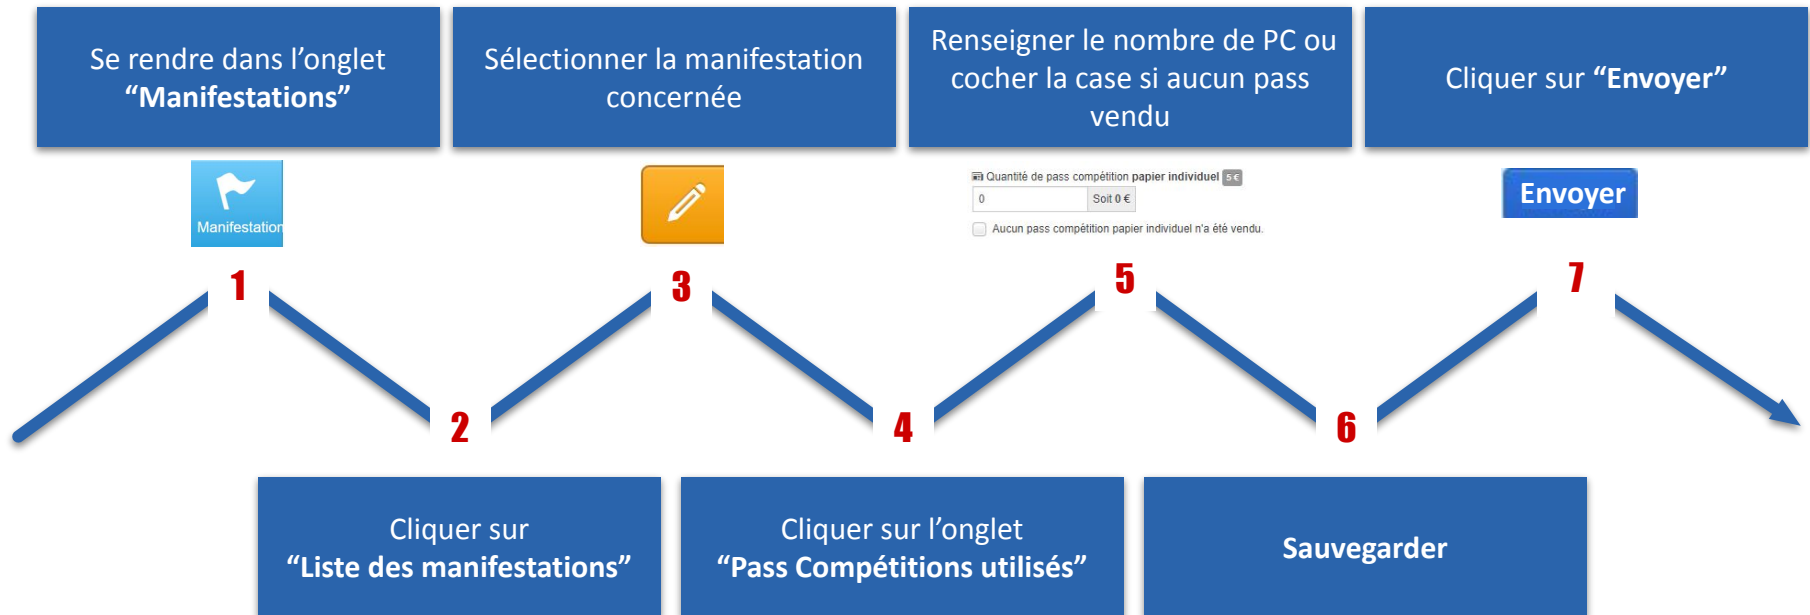 Se rendre dans l’onglet
“Manifestations”
Sélectionner la manifestation
concernée
Renseigner le nombre de PC ou
cocher la case si aucun pass
vendu
Cliquer sur “Envoyer”
Manifestation
Quantité de pass compétition papier individuel 5 €
0 Soit 0 €
Aucun pass compétition papier individuel n'a été vendu.
Envoyer
1
3
5
7
2
4
6
Cliquer sur
“Liste des manifestations”
Cliquer sur l’onglet
“Pass Compétitions utilisés”
Sauvegarder